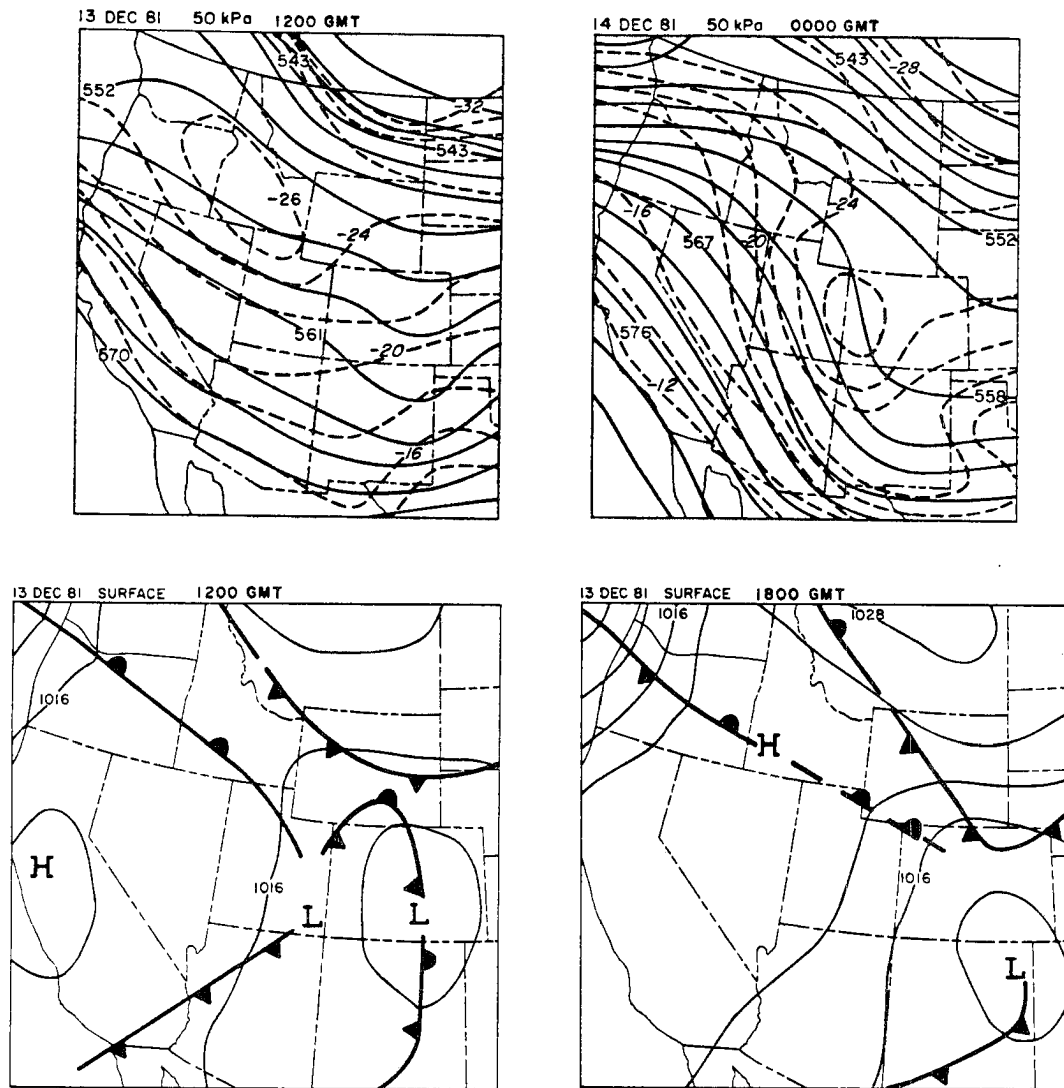 13 DEC 81 50 kPa 1200 GMT
543
552
-32
543
-26
-24
561
-20
570
-16
14 DEC 81 50 kPa 0000 GMT
543
-28
-16
-24
567
-20
552
576
-12
558
13 DEC 81 SURFACE 1200 GMT
1016
H
1016
L
L
13 DEC 81 SURFACE 1800 GMT
1016
1028
H
1016
L